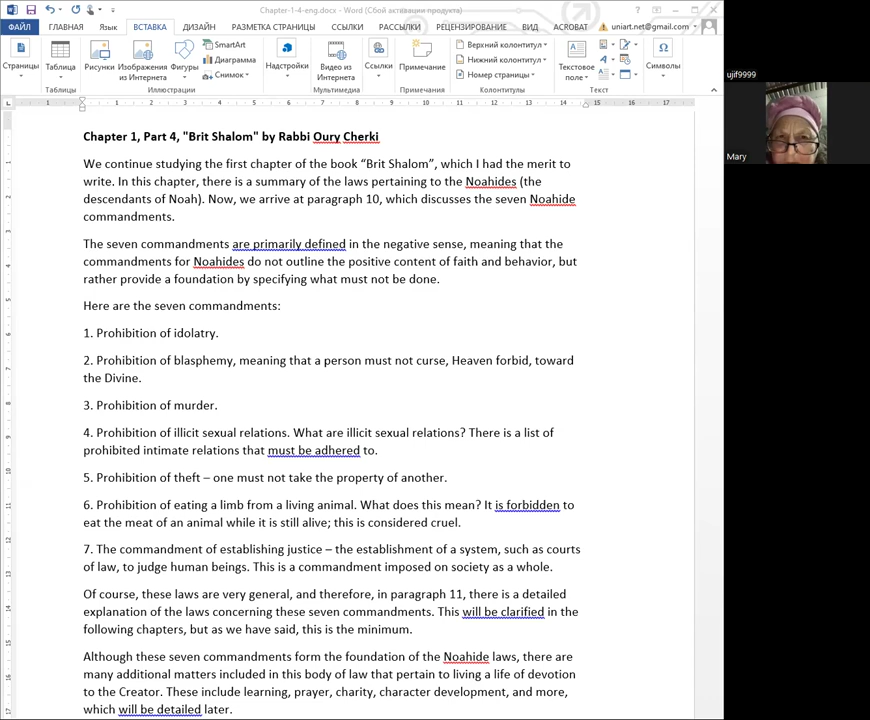 Chapter-1-4-eng.docx - Word (Сбой активации продукта)
ФАЙЛ ГЛАВНАЯ Язык ВСТАВКА ДИЗАЙН РАЗМЕТКА СТРАНИЦЫ ССЫЛКИ РАССЫЛКИ РЕЦЕНЗИРОВАНИЕ ВИД ACROBAT uniart.net@gmail.com
Страницы
Таблица
Таблицы
Рисунки
Изображения из Интернета
Фигуры
SmartArt
Диаграмма
Снимок
Иллюстрации
Надстройки
Видео из Интернета
Мультимедиа
Ссылки
Примечание
Примечания
Верхний колонтитул
Нижний колонтитул
Номер страницы
Колонтитулы
Текстовое поле
Текст
Символы
1 1 2 3 4 5 6 7 8 9 10 11 12 13 14 15 16 17
ujif9999
Mary
Chapter 1, Part 4, "Brit Shalom" by Rabbi Oury Cherki
We continue studying the first chapter of the book “Brit Shalom”, which I had the merit to
write. In this chapter, there is a summary of the laws pertaining to the Noahides (the
descendants of Noah). Now, we arrive at paragraph 10, which discusses the seven Noahide
commandments.
The seven commandments are primarily defined in the negative sense, meaning that the
commandments for Noahides do not outline the positive content of faith and behavior, but
rather provide a foundation by specifying what must not be done.
Here are the seven commandments:
1. Prohibition of idolatry.
2. Prohibition of blasphemy, meaning that a person must not curse, Heaven forbid, toward
the Divine.
3. Prohibition of murder.
4. Prohibition of illicit sexual relations. What are illicit sexual relations? There is a list of
prohibited intimate relations that must be adhered to.
5. Prohibition of theft – one must not take the property of another.
6. Prohibition of eating a limb from a living animal. What does this mean? It is forbidden to
eat the meat of an animal while it is still alive; this is considered cruel.
7. The commandment of establishing justice – the establishment of a system, such as courts
of law, to judge human beings. This is a commandment imposed on society as a whole.
Of course, these laws are very general, and therefore, in paragraph 11, there is a detailed
explanation of the laws concerning these seven commandments. This will be clarified in the
following chapters, but as we have said, this is the minimum.
Although these seven commandments form the foundation of the Noahide laws, there are
many additional matters included in this body of law that pertain to living a life of devotion
to the Creator. These include learning, prayer, charity, character development, and more,
which will be detailed later.